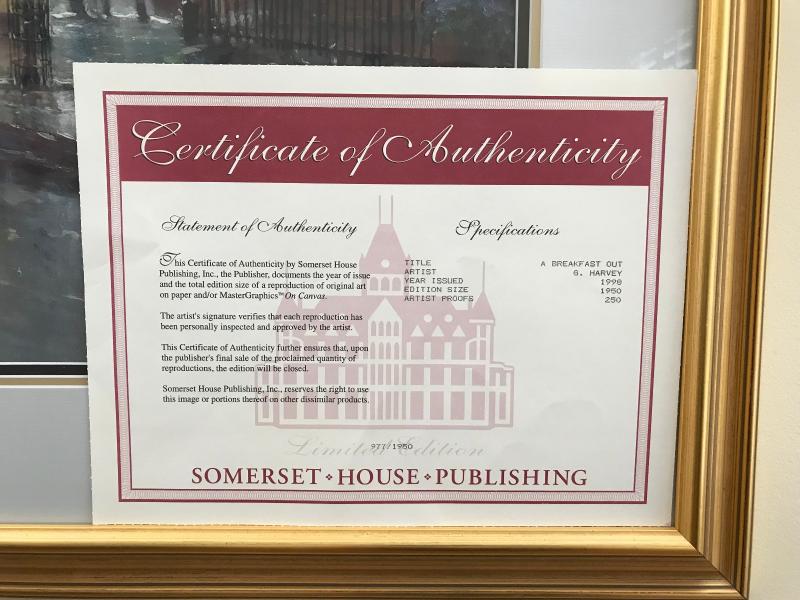 Certificate of Authenticity
Statement of Authenticity
This Certificate of Authenticity by Somerset House
Publishing, Inc., the Publisher, documents the year of issue
and the total edition size of a reproduction of original art
on paper and/or MasterGraphics™ On Canvas.
The artist's signature verifies that each reproduction has
been personally inspected and approved by the artist.
This Certificate of Authenticity further ensures that, upon
the publisher's final sale of the proclaimed quantity of
reproductions, the edition will be closed.
Somerset House Publishing, Inc., reserves the right to use
this image or portions thereof on other dissimilar products.
Specifications
TITLE A BREAKFAST OUT
ARTIST G. HARVEY
YEAR ISSUED 1998
EDITION SIZE 1950
ARTIST PROOFS 250
Limited Edition
977/1950
SOMERSET HOUSE PUBLISHING